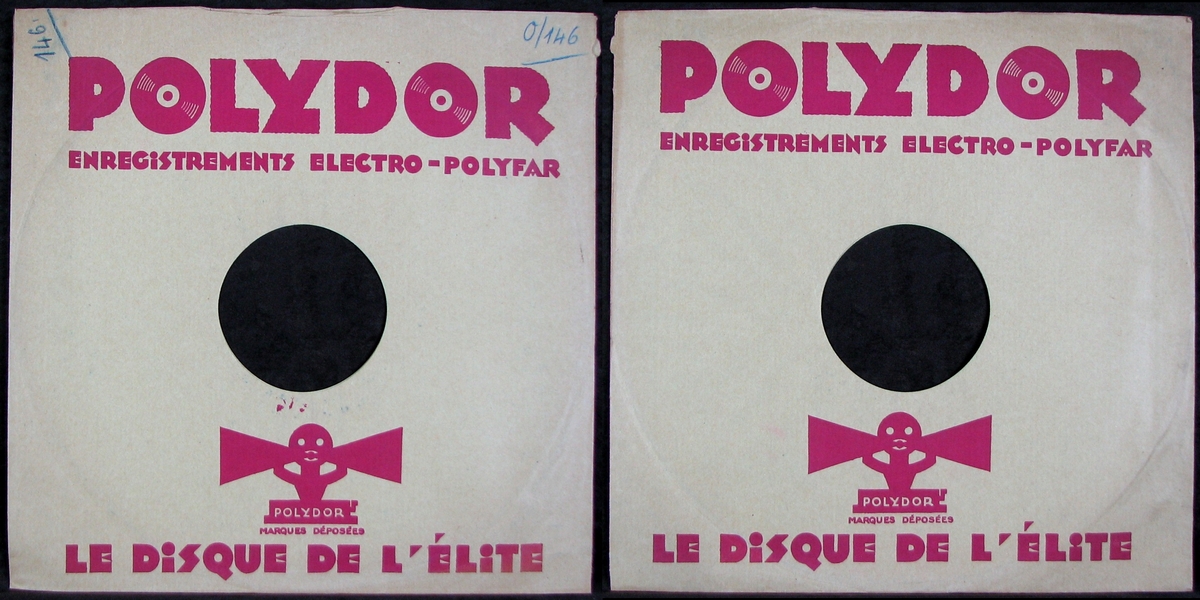 146.
0/146
POLYDOR
ENREGiSTREMENTS ELECTRO-POLYFAR
POLYDOR
MARQUES DÉPOSÉES
LE DiSQUE DE L'ÉLiTE
POLYDOR
ENREGiSTREMENTS ELECTRO-POLYFAR
POLYDOR
MARQUES DÉPOSÉES
LE DiSQUE DE L'ÉLiTE